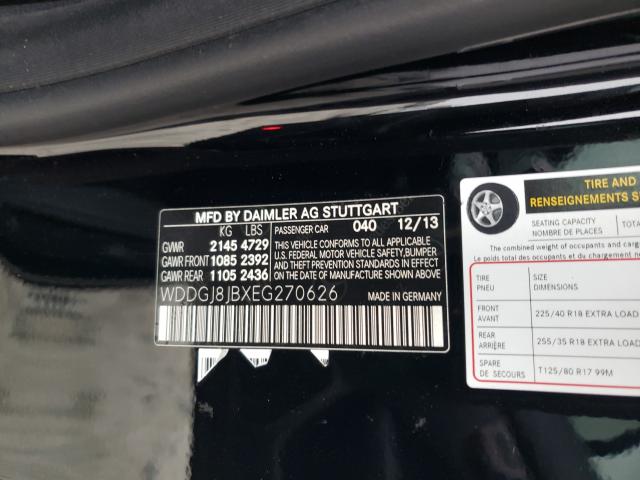 MFD BY DAIMLER AG STUTTGART
KG LBS PASSENGER CAR 040 12/13
GVWR 2145 4729
GAWR FRONT 1085 2392
GAWR REAR 1105 2436
THIS VEHICLE CONFORMS TO ALL APPLICABLE
U.S. FEDERAL MOTOR VEHICLE SAFETY, BUMPER
AND THEFT PREVENTION STANDARDS IN EFFECT
ON THE DATE OF MANUFACTURE SHOWN ABOVE.
WDDGJ8JBXEG270626
MADE IN GERMANY
TIRE AND
RENSEIGNEMENTS S
SEATING CAPACITY
NOMBRE DE PLACES
TOTAL
The combined weight of occupants
Le poids total des occupants et du chargement
TIRE SIZE
PNEU DIMENSIONS
FRONT
AVANT
225/40 R18 EXTRA LOAD
REAR
ARRIÈRE
255/35 R18 EXTRA LOAD
SPARE
DE SECOURS
T125/80 R17 99M